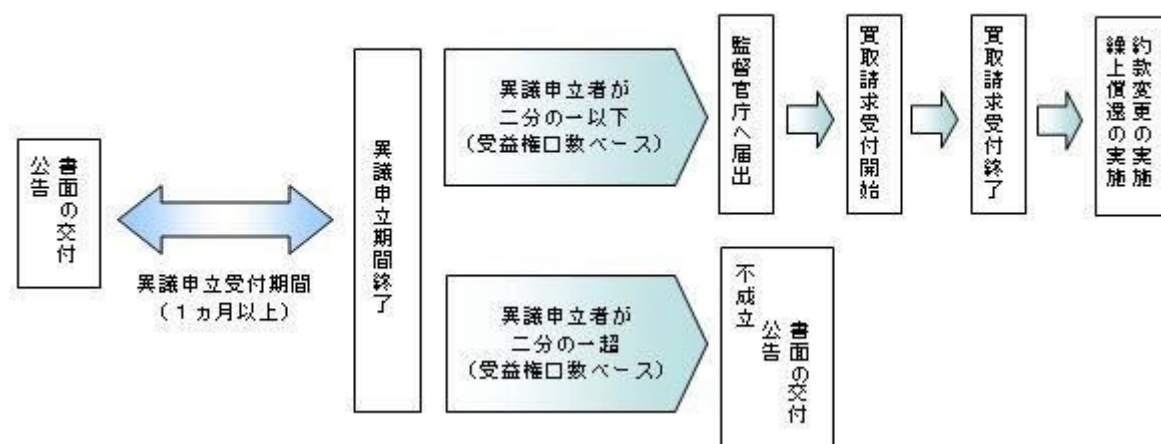 書面の交付
公告
異議申立受付期間
（１ヵ月以上）
異議申立期間終了
異議申立者が
二分の一以下
（受益権口数ベース）
監督官庁へ届出
買取請求受付開始
買取請求受付終了
約款変更の実施
繰上償還の実施
異議申立者が
二分の一超
（受益権口数ベース）
不成立
書面の交付
公告